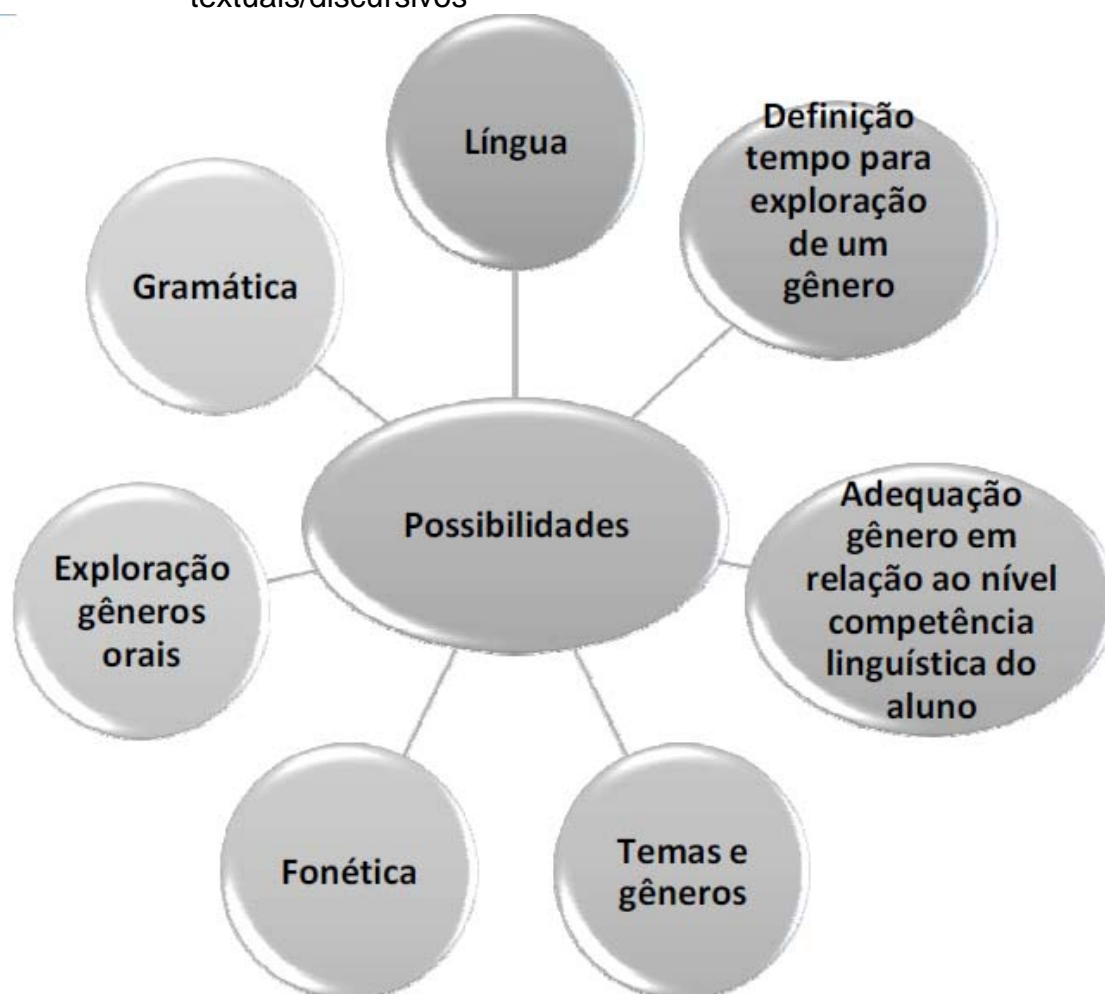 textuais/discursivos
Língua
Definição
tempo para
exploração
de um
gênero
Gramática
Possibilidades
Adequação
gênero em
relação ao nível
competência
linguística do
aluno
Exploração
gêneros
orais
Fonética
Temas e
gêneros